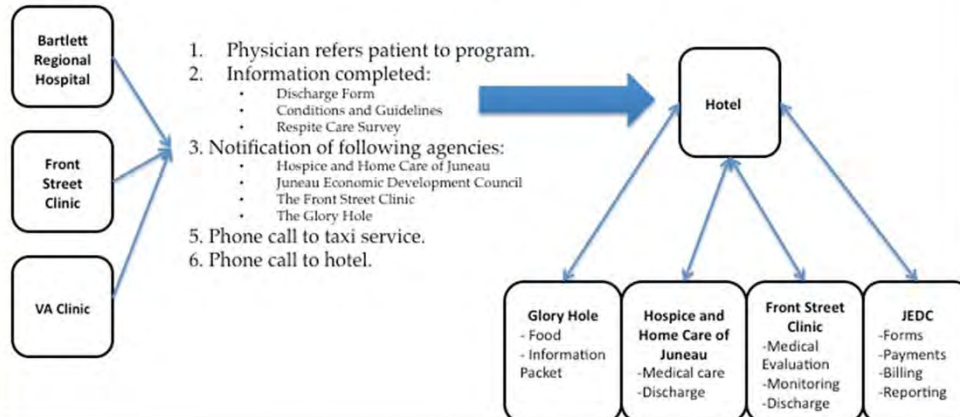 Bartlett
Regional
Hospital
Front
Street
Clinic
VA Clinic
1. Physician refers patient to program.
2. Information completed:
• Discharge Form
• Conditions and Guidelines
• Respite Care Survey
3. Notification of following agencies:
• Hospice and Home Care of Juneau
• Juneau Economic Development Council
• The Front Street Clinic
• The Glory Hole
5. Phone call to taxi service.
6. Phone call to hotel.
Hotel
Glory Hole
- Food
- Information
Packet
Hospice and
Home Care of
Juneau
-Medical care
-Discharge
Front Street
Clinic
-Medical
Evaluation
-Monitoring
-Discharge
JEDC
-Forms
-Payments
-Billing
-Reporting